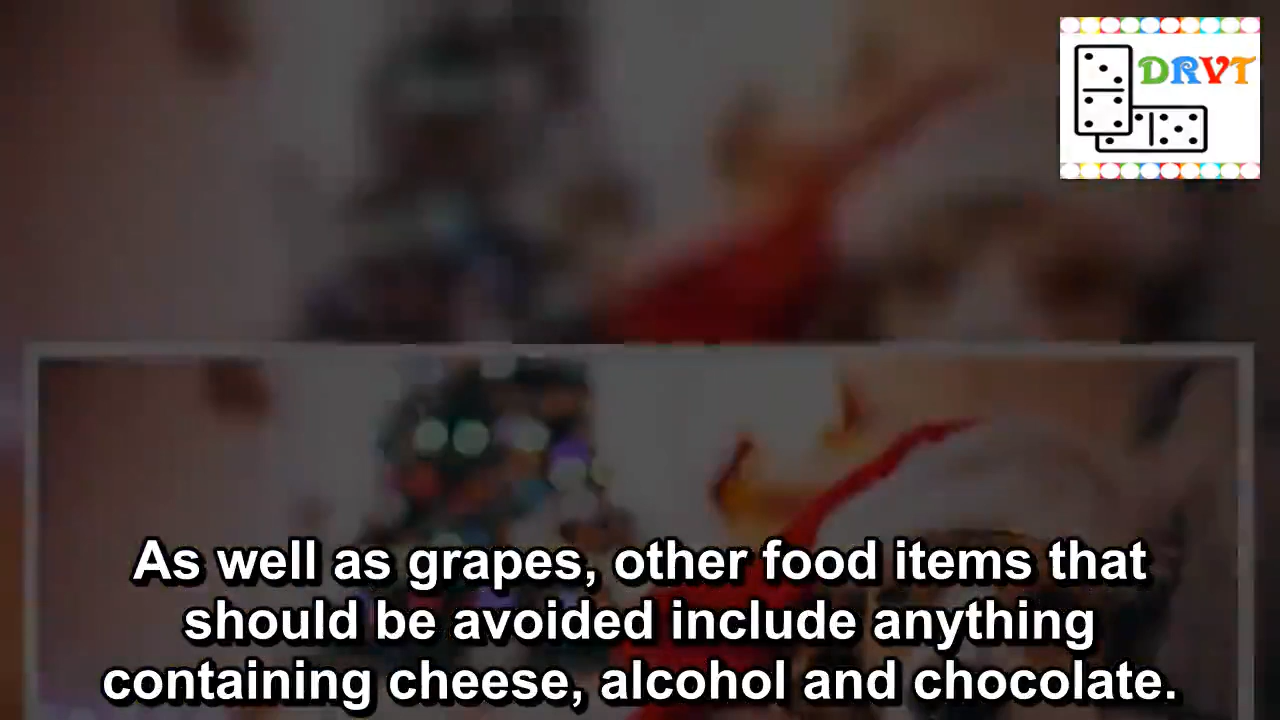 DRVT
As well as grapes, other food items that
should be avoided include anything
containing cheese, alcohol and chocolate.